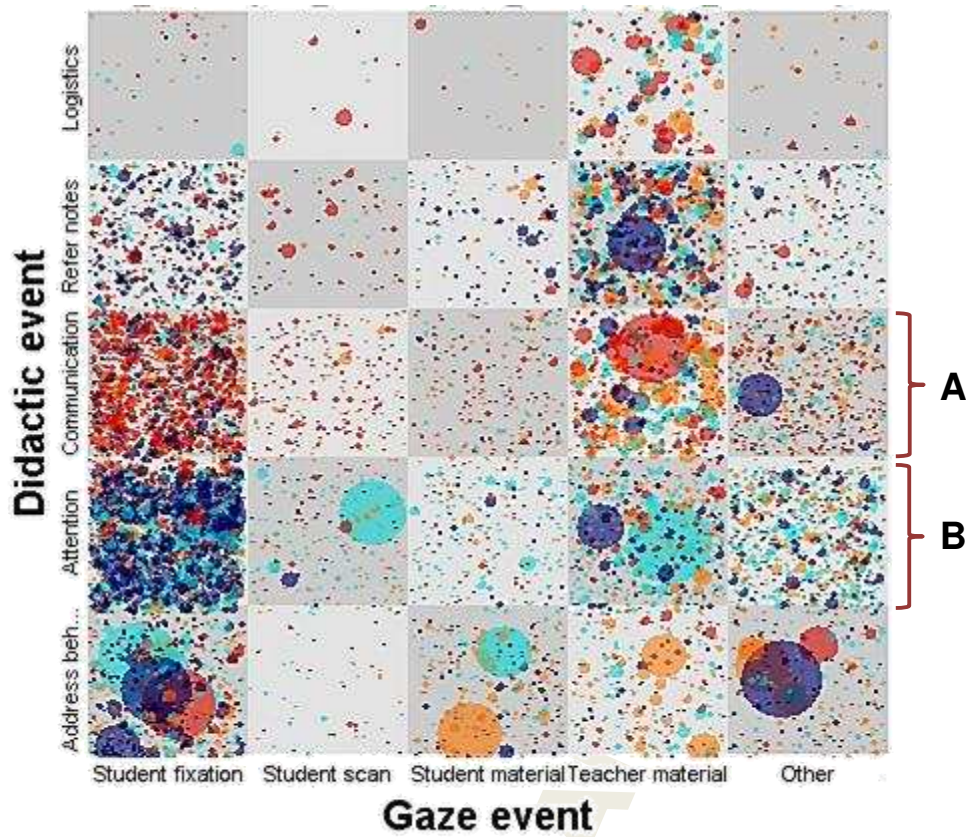 Didactic event
Logistics
Refer notes
Communication
Attention
Address beh...
A
B
Student fixation
Student scan
Student material
Teacher material
Other
Gaze event